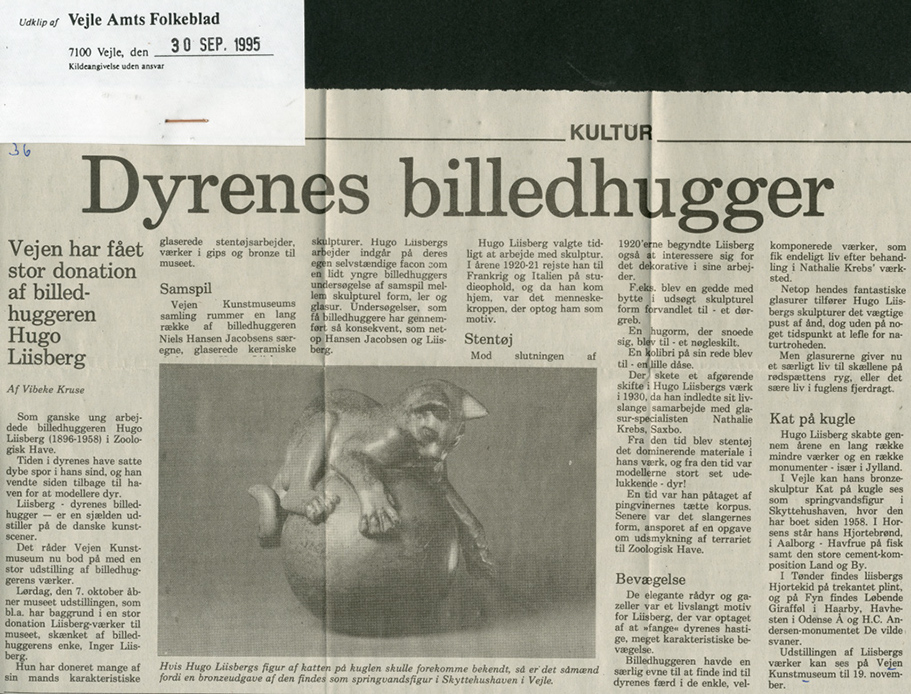 Udklip af Vejle Amts Folkeblad
7100 Vejle, den 30 SEP. 1995
Kildeangivelse uden ansvar
36
KULTUR
Dyrenes billedhugger
Vejen har fået
stor donation
af billed-
huggeren
Hugo
Liisberg
Af Vibeke Kruse
Som ganske ung arbej-
dede billedhuggeren Hugo
Liisberg (1896-1958) i Zoolo-
gisk Have.
Tiden i dyrenes have satte
dybe spor i hans sind, og han
vendte siden tilbage til ha-
ven for at modellere dyr.
Liisberg - dyrenes billed-
hugger — er en sjælden ud-
stiller på de danske kunst-
scener.
Det råder Vejen Kunst-
museum nu bod på med en
stor udstilling af billedhug-
gerens værker.
Lørdag, den 7. oktober åb-
ner museet udstillingen, som
bl.a. har baggrund i en stor
donation Liisberg-værker til
museet, skænket af billed-
huggerens enke, Inger Liis-
berg.
Hun har doneret mange af
sin mands karakteristiske
glaserede stentøjsarbejder,
værker i gips og bronze til
museet.
Samspil
Vejen Kunstmuseums
samling rummer en lang
række af billedhuggeren
Niels Hansen Jacobsens sær-
egne, glaserede keramiske
skulpturer. Hugo Liisbergs
arbejder indgår på deres
egen selvstændige facon som
en lidt yngre billedhuggers
undersøgelse af samspil mel-
lem skulpturel form, ler og
glasur. Undersøgelser, som
få billedhuggere har gennem-
ført så konsekvent, som net-
op Hansen Jacobsen og Liis-
berg.
Hugo Liisberg valgte tid-
ligt at arbejde med skulptur.
I årene 1920-21 rejste han til
Frankrig og Italien på stu-
dieophold, og da han kom
hjem, var det menneske-
kroppen, der optog ham som
motiv.
Stentøj
Mod slutningen af
1920'erne begyndte Liisberg
også at interessere sig for
det dekorative i sine arbej-
der.
F.eks. blev en gedde med
bytte i udsøgt skulpturel
form forvandlet til - et dør-
greb.
En hugorm, der snoede
sig, blev til - et nøgleskilt.
En kolibri på sin rede blev
til - en lille dåse.
Der skete et afgørende
skifte i Hugo Liisbergs værk
i 1930, da han indledte sit liv-
slange samarbejde med gla-
sur-specialisten Nathalie
Krebs, Saxbo.
Fra den tid blev stentøj
det dominerende materiale i
hans værk, og fra den tid var
modellerne stort set ude-
lukkende - dyr!
En tid var han påtaget af
pingvinernes tætte korpus.
Senere var det slangernes
form, ansporet af en opgave
om udsmykning af terrariet
til Zoologisk Have.
Bevægelse
De elegante rådyr og ga-
zeller var et livslangt motiv
for Liisberg, der var optaget
af at »fange« dyrenes hasti-
ge, meget karakteristiske be-
vægelse.
Billedhuggeren havde en
særlig evne til at finde ind til
dyrenes færd i de enkle, vel-
komponerede værker, som
fik endeligt liv efter behand-
ling i Nathalie Krebs' værk-
sted.
Netop hendes fantastiske
glasurer tilfører Hugo Liis-
bergs skulpturer det vægtige
pust af ånd, dog uden på no-
get tidspunkt at lefle for na-
turtroheden.
Men glasurerne giver nu
et særligt liv til skællene på
rødspættens ryg, eller det
sære liv i fuglens fjerdragt.
Kat på kugle
Hugo Liisberg skabte gen-
nem årene en lang række
mindre værker og en række
monumenter - især i Jylland.
I Vejle kan hans bronze-
skulptur Kat på kugle ses
som springvandsfigur i
Skyttehushaven, hvor den
har boet siden 1958. I Hor-
sens står hans Hjortebrønd,
i Aalborg - Havfrue på fisk
samt den store cement-kom-
position Land og By.
I Tønder findes liisbergs
Hjortekid på trekantet plint,
og på Fyn findes Løbende
Giraffel i Haarby, Havhe-
sten i Odense Å og H.C. An-
dersen-monumentet De vilde
svaner.
Udstillingen af Liisbergs
værker kan ses på Vejen
Kunstmuseum til 19. novem-
ber.
Hvis Hugo Liisbergs figur af katten på kuglen skulle forekomme bekendt, så er det såmænd
fordi en bronzeudgave af den findes som springvandsfigur i Skyttehushaven i Vejle.